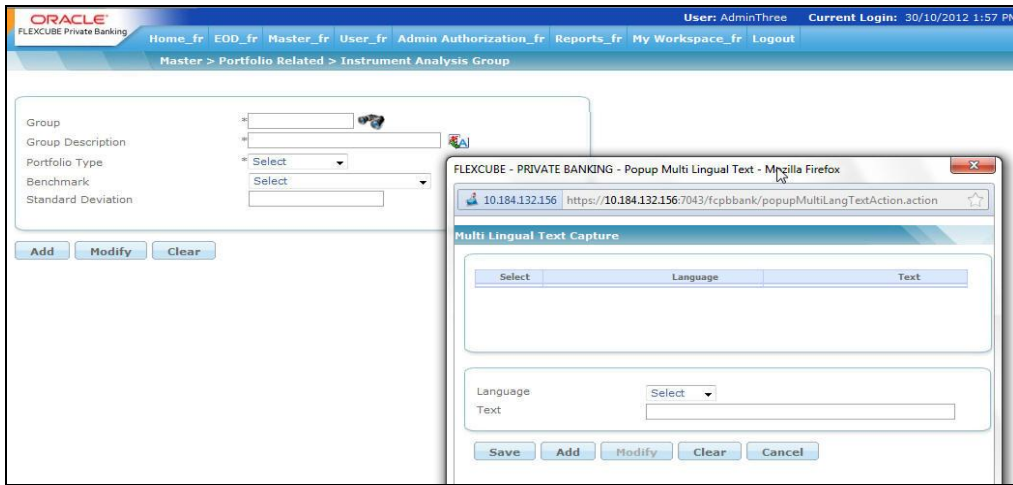 ORACLE
FLEXCUBE Private Banking
User: AdminThree Current Login: 30/10/2012 1:57 PM
Home_fr EOD_fr Master_fr User_fr Admin Authorization_fr Reports_fr My Workspace_fr Logout
Master > Portfolio Related > Instrument Analysis Group
Group *
Group Description *
Portfolio Type * Select
Benchmark Select
Standard Deviation
Add Modify Clear
FLEXCUBE - PRIVATE BANKING - Popup Multi Lingual Text - Mozilla Firefox
10.184.132.156 https://10.184.132.156:7043/fcpbbank/popupMultiLangTextAction.action
Multi Lingual Text Capture
Select Language Text
Language Select
Text
Save Add Modify Clear Cancel